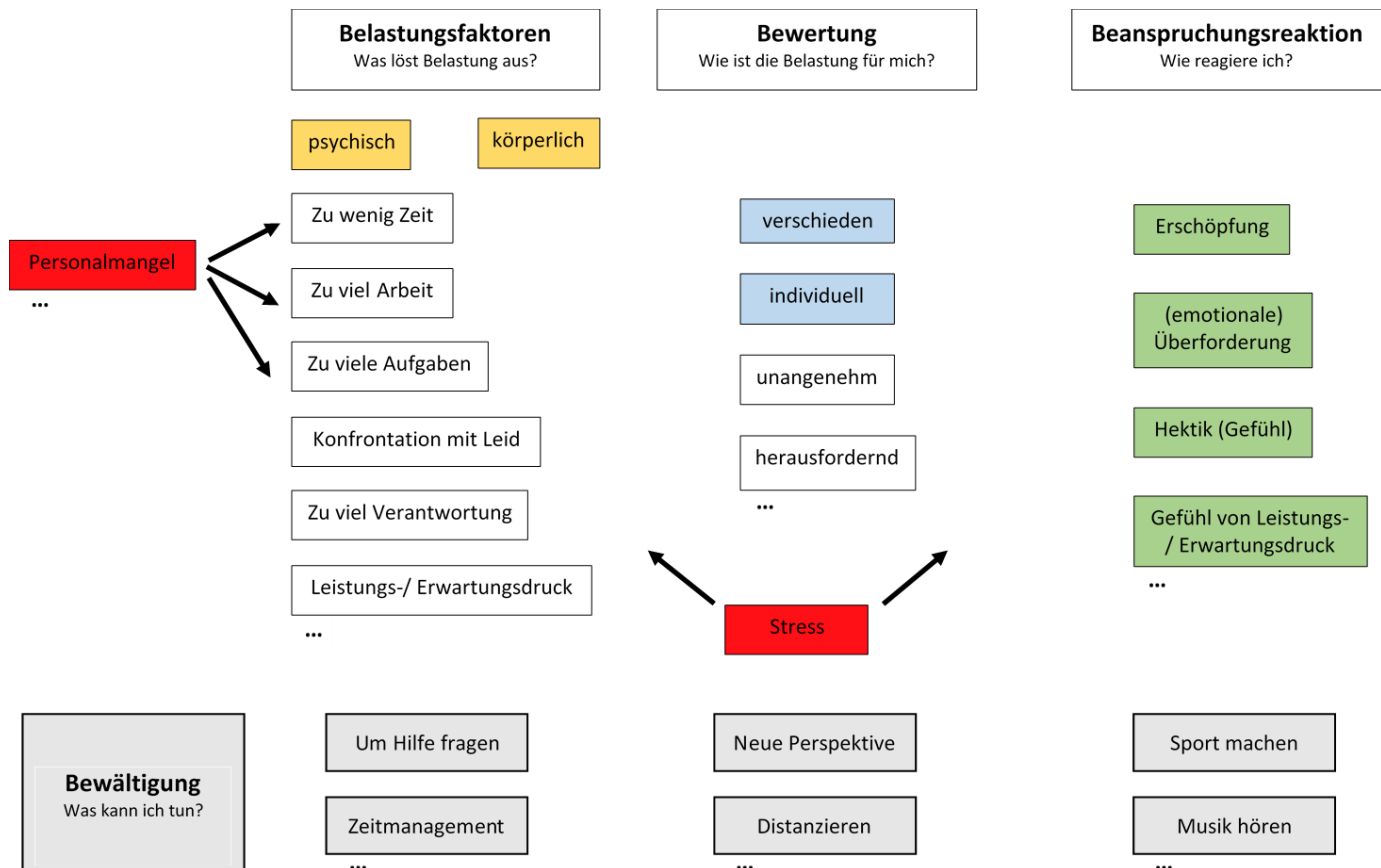 Belastungsfaktoren
Was löst Belastung aus?
Bewertung
Wie ist die Belastung für mich?
Beanspruchungsreaktion
Wie reagiere ich?
psychisch
körperlich
Personalmangel
...
Zu wenig Zeit
Zu viel Arbeit
Zu viele Aufgaben
Konfrontation mit Leid
Zu viel Verantwortung
Leistungs-/ Erwartungsdruck
...
verschieden
individuell
unangenehm
herausfordernd
...
Stress
Erschöpfung
(emotionale)
Überforderung
Hektik (Gefühl)
Gefühl von Leistungs-
/ Erwartungsdruck
...
Bewältigung
Was kann ich tun?
Um Hilfe fragen
Zeitmanagement
...
Neue Perspektive
Distanzieren
...
Sport machen
Musik hören
...